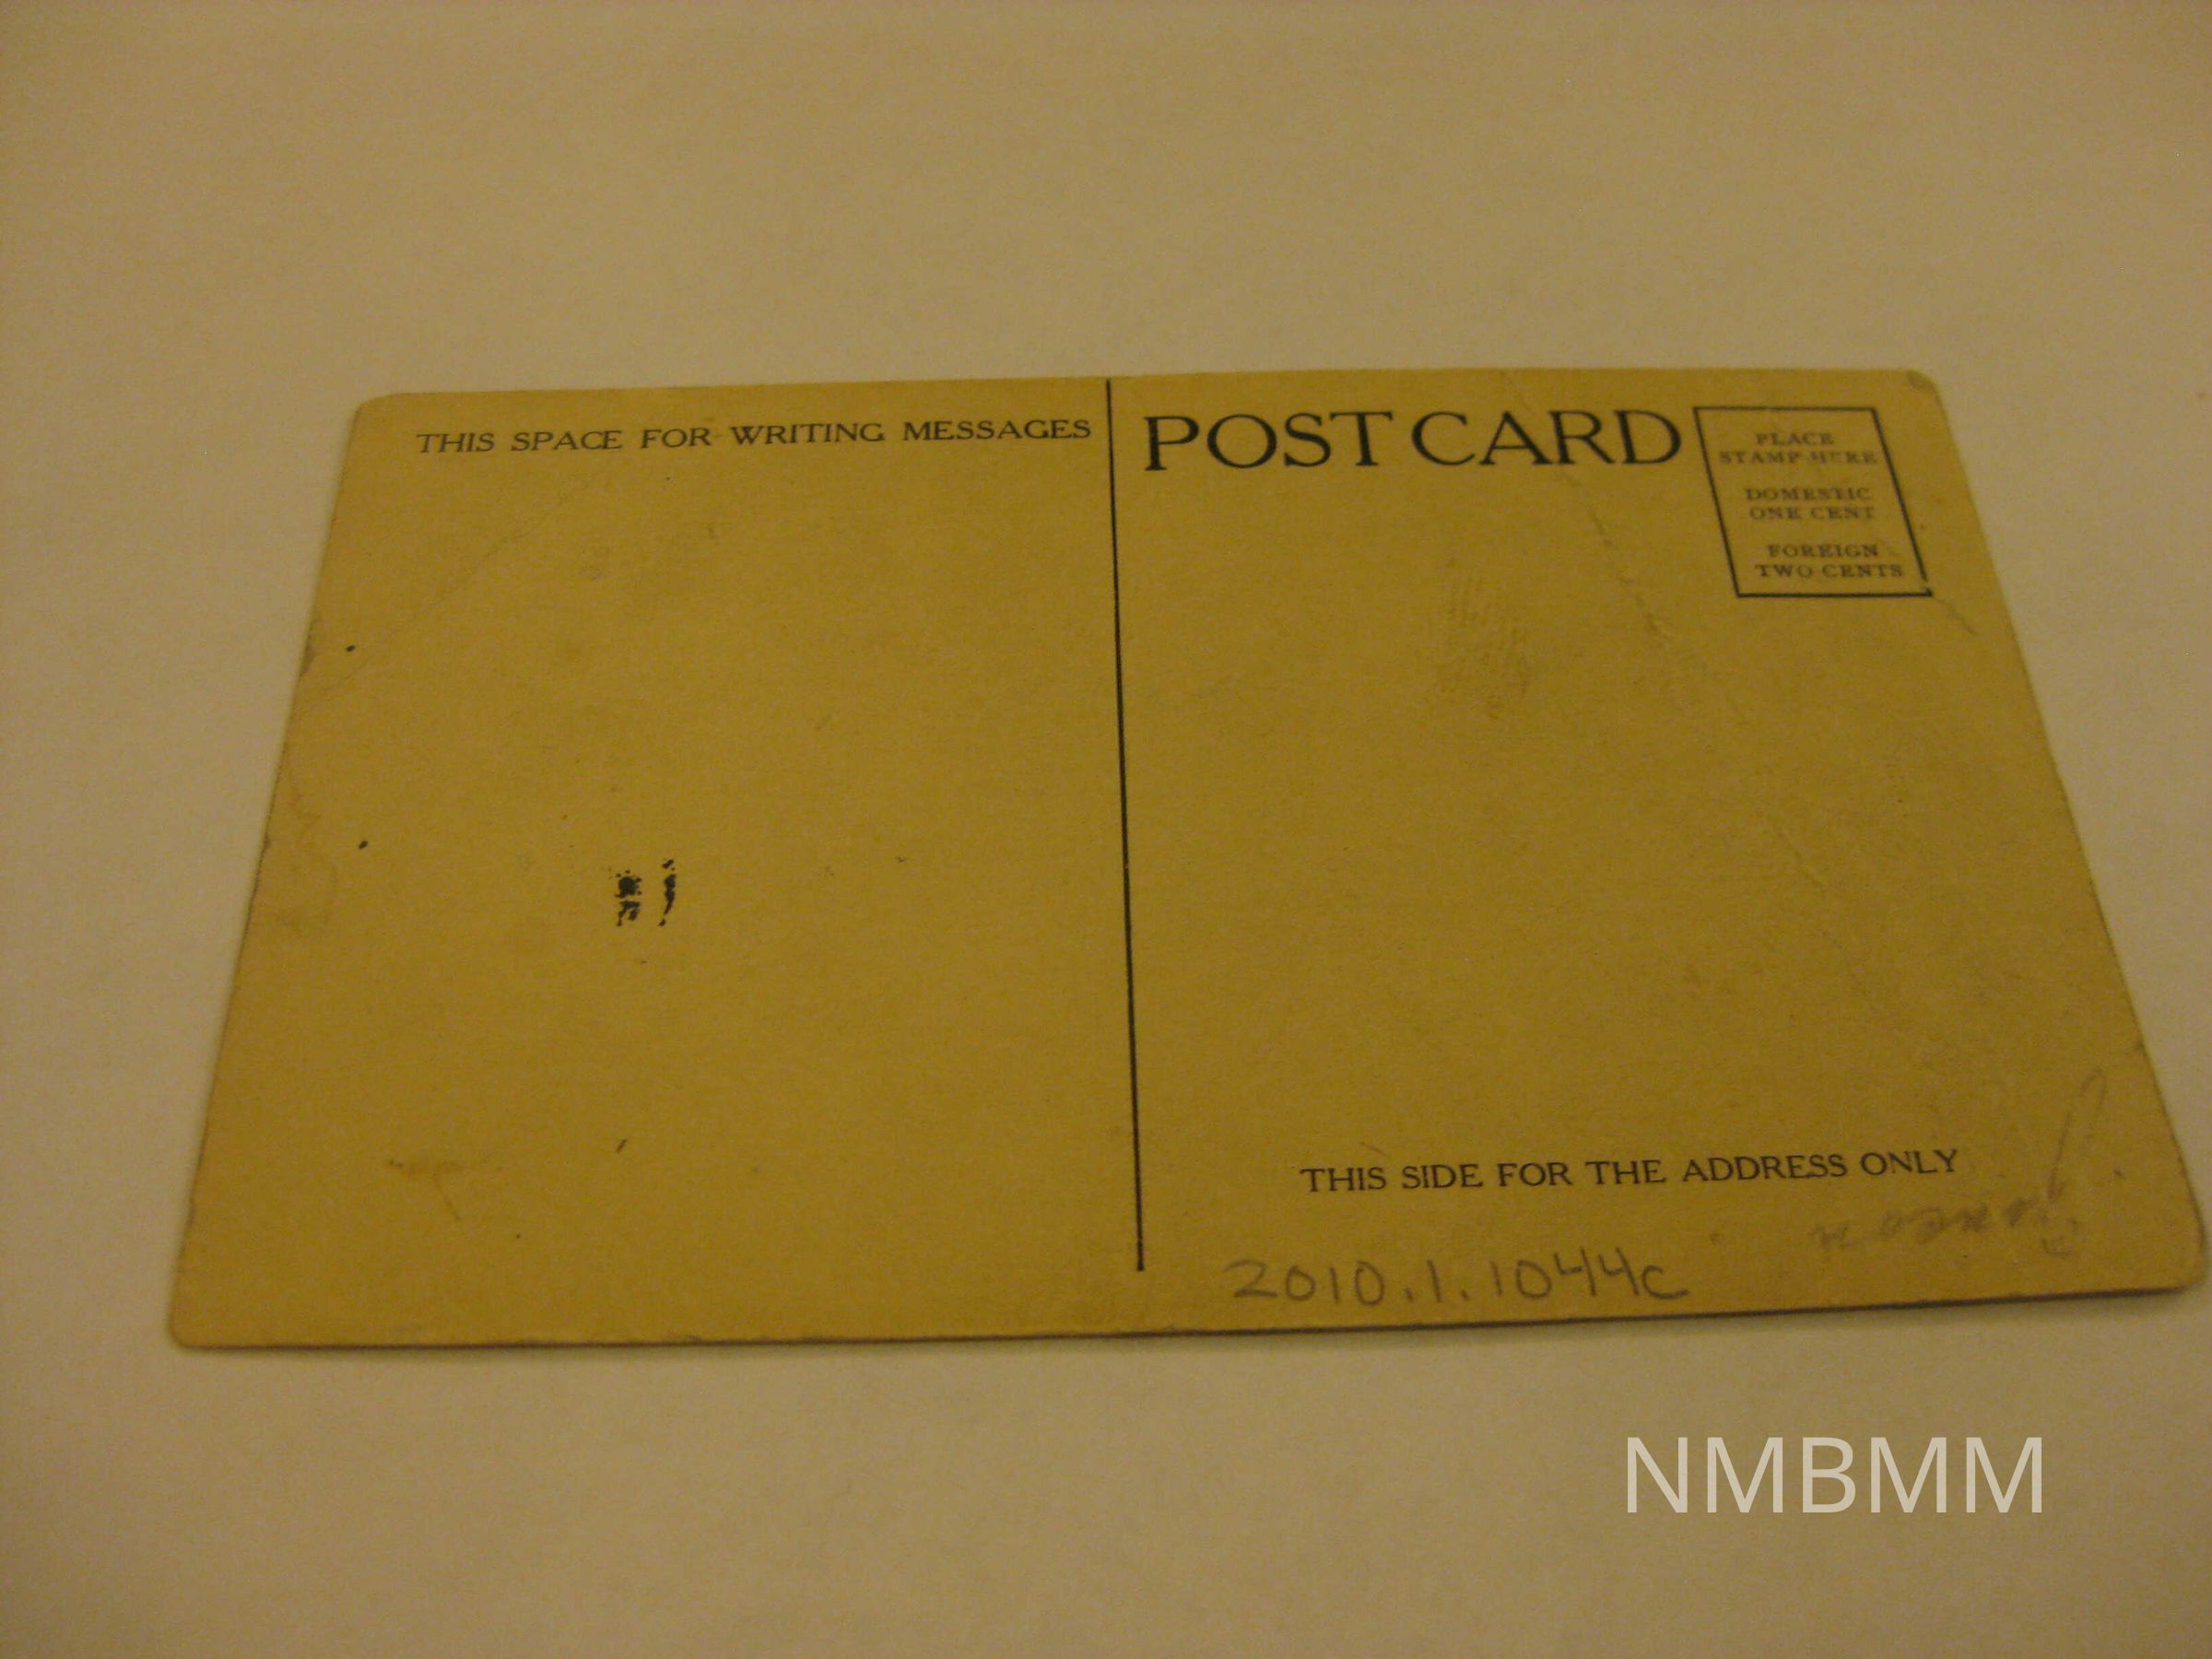 THIS SPACE FOR WRITING MESSAGES
POST CARD
PLACE
STAMP HERE
DOMESTIC
ONE CENT
FOREIGN
TWO CENTS
THIS SIDE FOR THE ADDRESS ONLY
2010.1.1044c
NMBMM